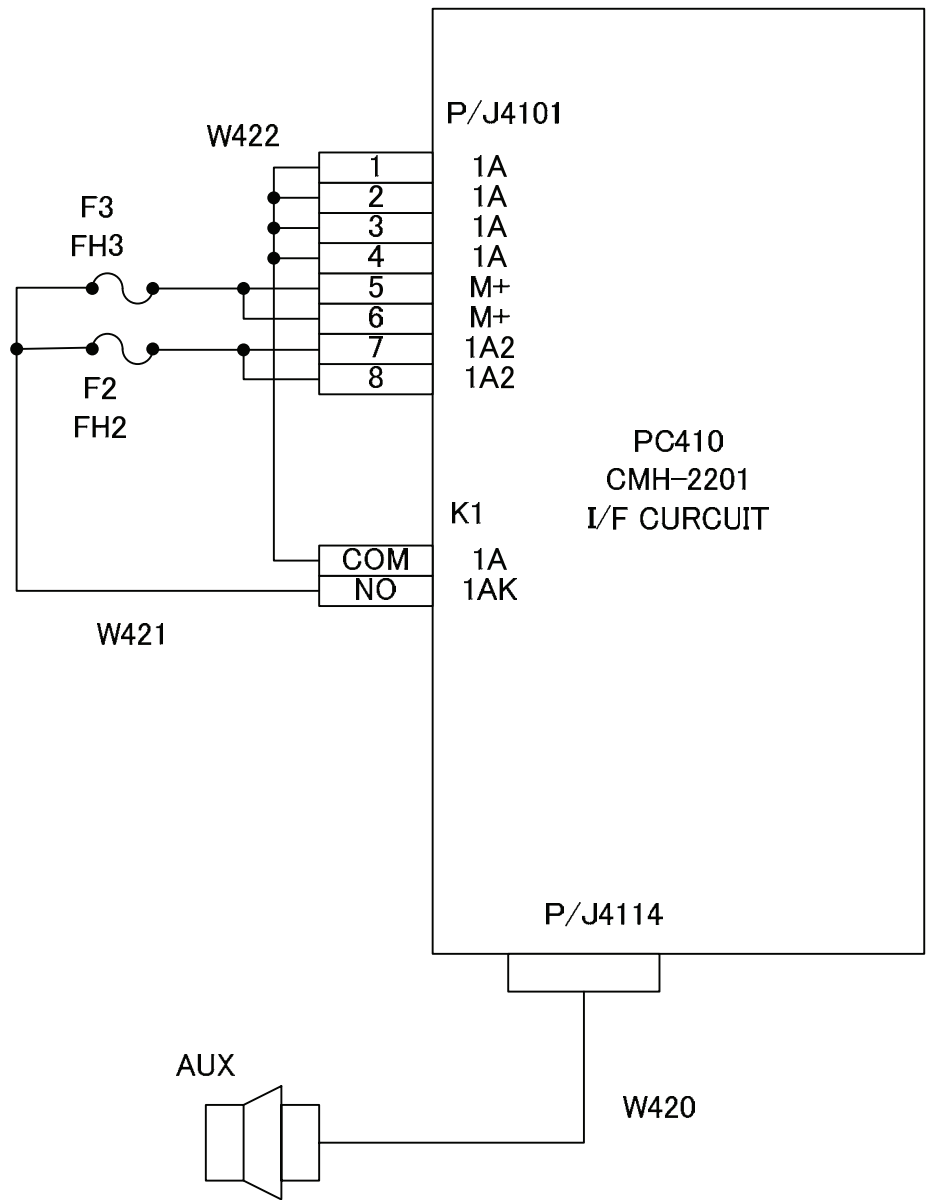 P/J4101
W422
1 1A
2 1A
F3
3 1A
FH3
4 1A
5 M+
6 M+
7 1A2
8 1A2
F2
FH2
PC410
CMH-2201
I/F CURCUIT
K1
COM 1A
NO 1AK
W421
P/J4114
AUX
W420